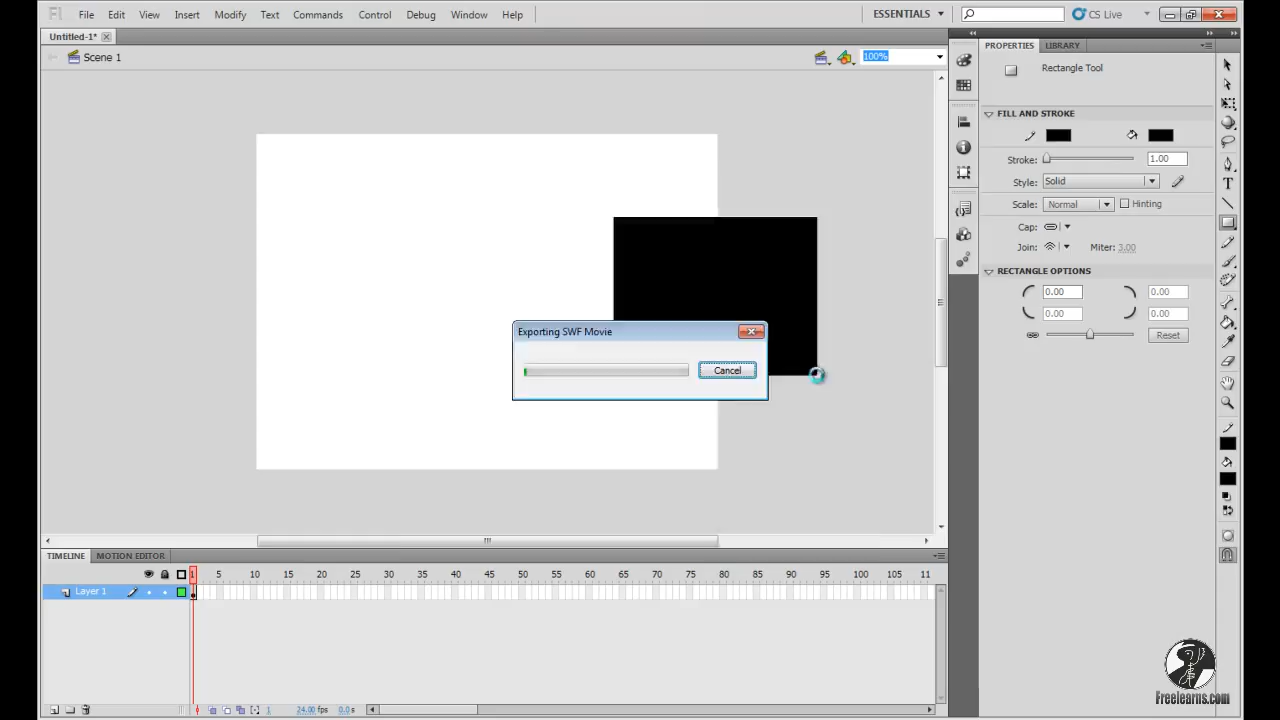 Fl File Edit View Insert Modify Text Commands Control Debug Window Help ESSENTIALS CS Live
Untitled-1*
Scene 1 100%
PROPERTIES LIBRARY
Rectangle Tool
FILL AND STROKE
Stroke: 1.00
Style: Solid
Scale: Normal Hinting
Cap:
Join: Miter: 3.00
RECTANGLE OPTIONS
0.00 0.00
0.00 0.00
Reset
Exporting SWF Movie
Cancel
TIMELINE MOTION EDITOR
1 5 10 15 20 25 30 35 40 45 50 55 60 65 70 75 80 85 90 95 100 105 11
Layer 1
1 24.00 fps 0.0 s
Freelearns.com